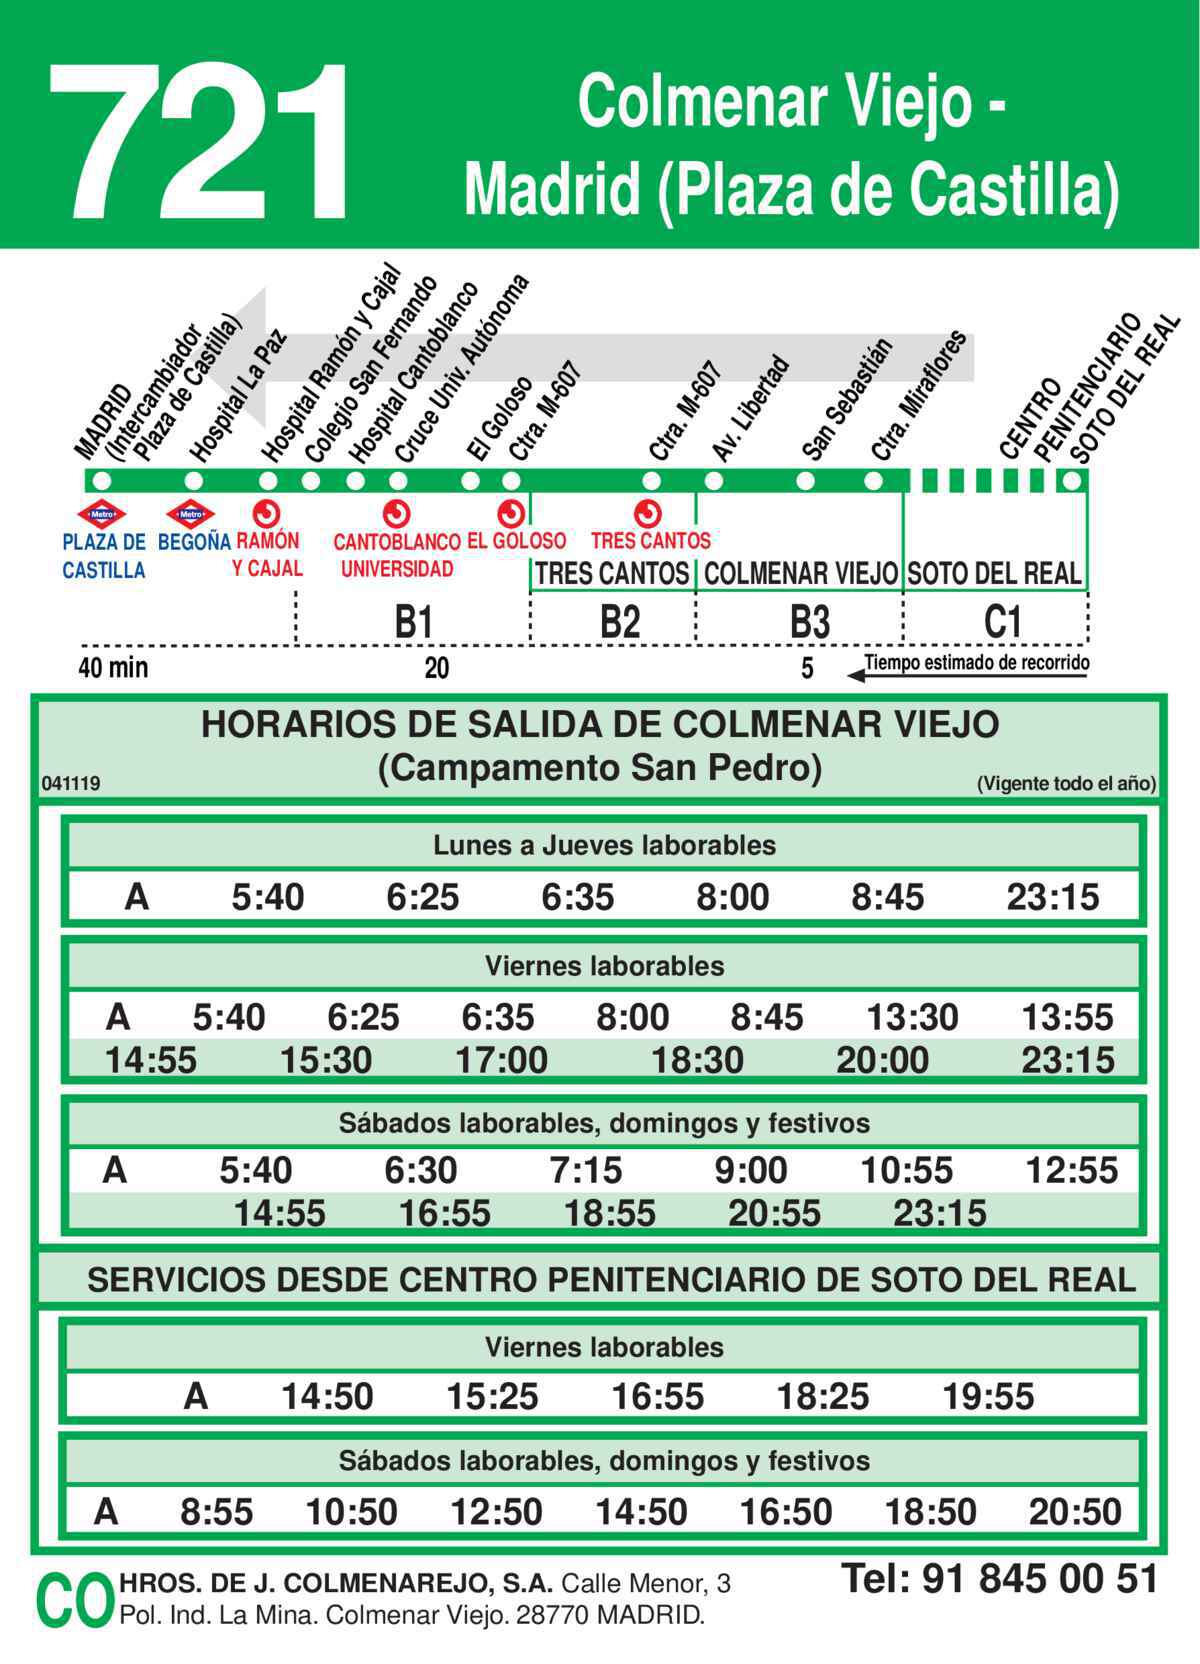 721
Colmenar Viejo -
Madrid (Plaza de Castilla)
MADRID
(Intercambiador
Plaza de Castilla)
Hospital La Paz
Hospital Ramón y Cajal
Colegio San Fernando
Hospital Cantoblanco
Cruce Univ. Autónoma
El Goloso
Ctra. M-607
Ctra. M-607
Av. Libertad
San Sebastián
Ctra. Miraflores
CENTRO
PENITENCIARIO
SOTO DEL REAL
Metro
Metro
PLAZA DE
CASTILLA
BEGOÑA
RAMÓN
Y CAJAL
CANTOBLANCO
UNIVERSIDAD
EL GOLOSO
TRES CANTOS
TRES CANTOS
COLMENAR VIEJO
SOTO DEL REAL
B1 B2 B3 C1
40 min 20 5 Tiempo estimado de recorrido
HORARIOS DE SALIDA DE COLMENAR VIEJO
(Campamento San Pedro)
041119 (Vigente todo el año)
Lunes a Jueves laborables
A 5:40 6:25 6:35 8:00 8:45 23:15
Viernes laborables
A 5:40 6:25 6:35 8:00 8:45 13:30 13:55
14:55 15:30 17:00 18:30 20:00 23:15
Sábados laborables, domingos y festivos
A 5:40 6:30 7:15 9:00 10:55 12:55
14:55 16:55 18:55 20:55 23:15
SERVICIOS DESDE CENTRO PENITENCIARIO DE SOTO DEL REAL
Viernes laborables
A 14:50 15:25 16:55 18:25 19:55
Sábados laborables, domingos y festivos
A 8:55 10:50 12:50 14:50 16:50 18:50 20:50
CO HROS. DE J. COLMENAREJO, S.A. Calle Menor, 3
Pol. Ind. La Mina. Colmenar Viejo. 28770 MADRID.
Tel: 91 845 00 51